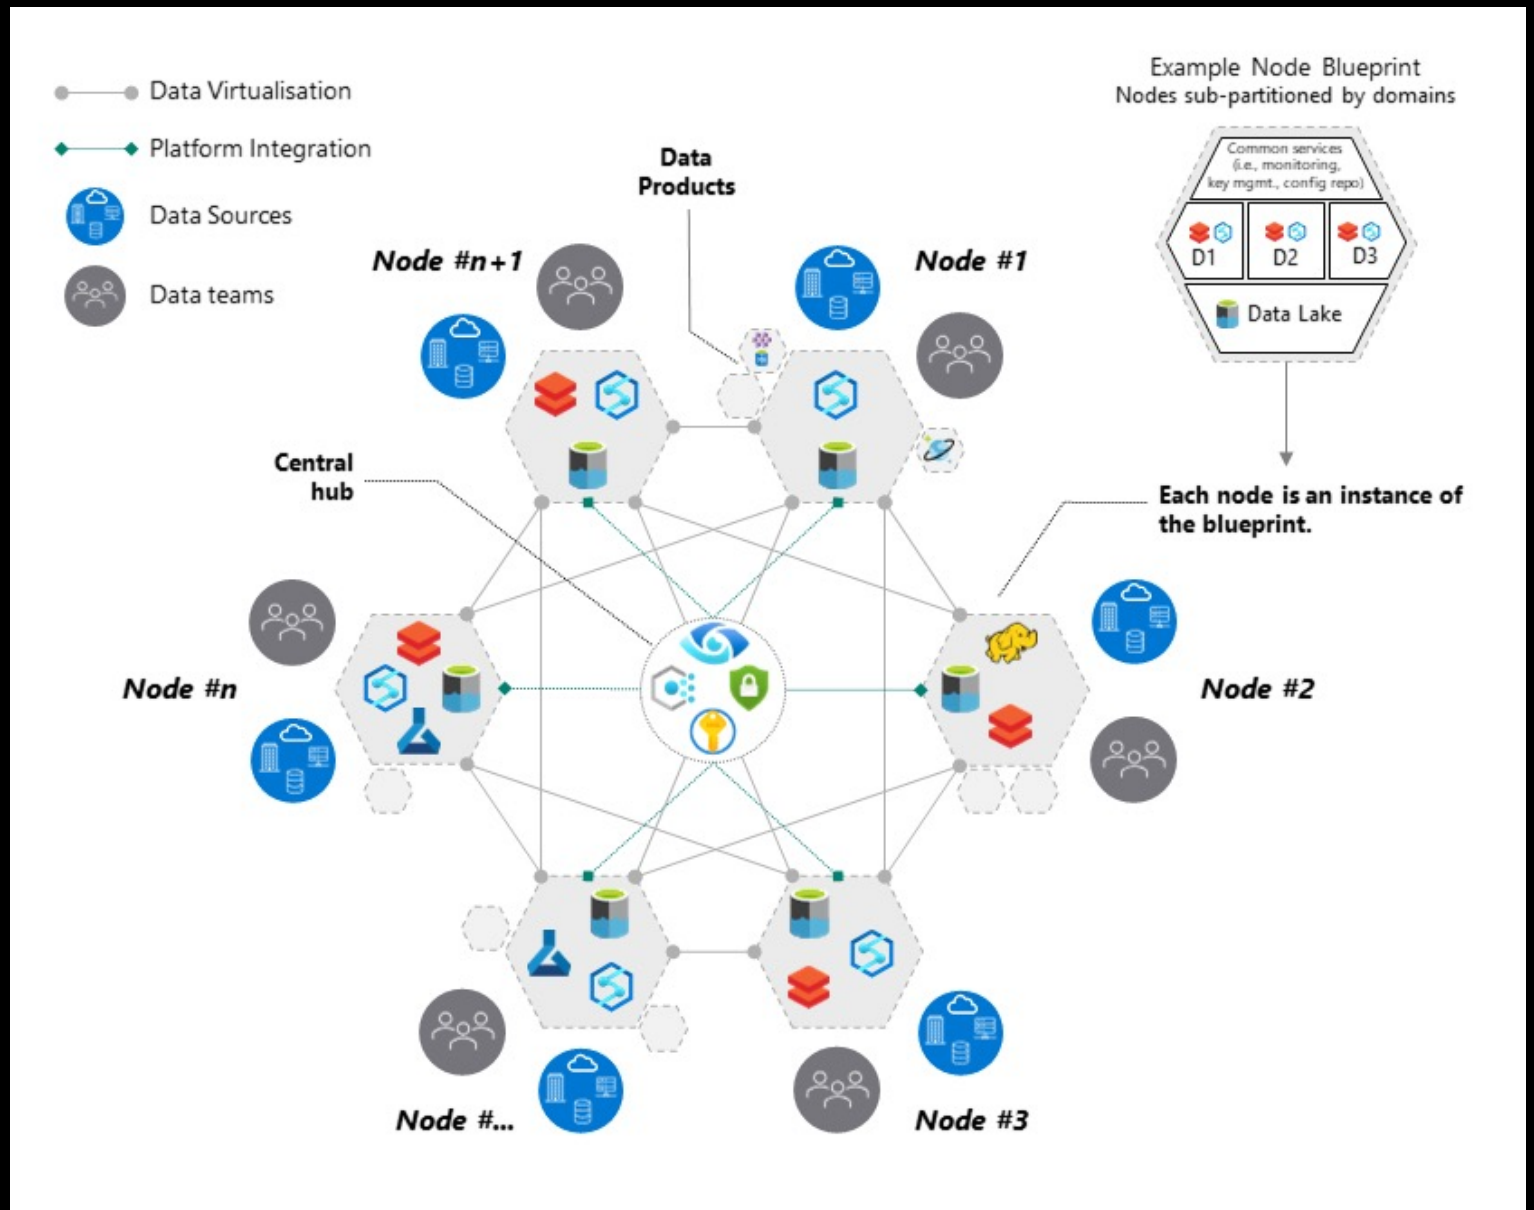 Data Virtualisation
Platform Integration
Data Sources
Data teams
Example Node Blueprint
Nodes sub-partitioned by domains
Common services
(i.e., monitoring,
key mgmt., config repo)
D1
D2
D3
Data Lake
Each node is an instance of
the blueprint.
Data
Products
Node #n+1
Node #1
Central
hub
Node #n
Node #2
Node #...
Node #3